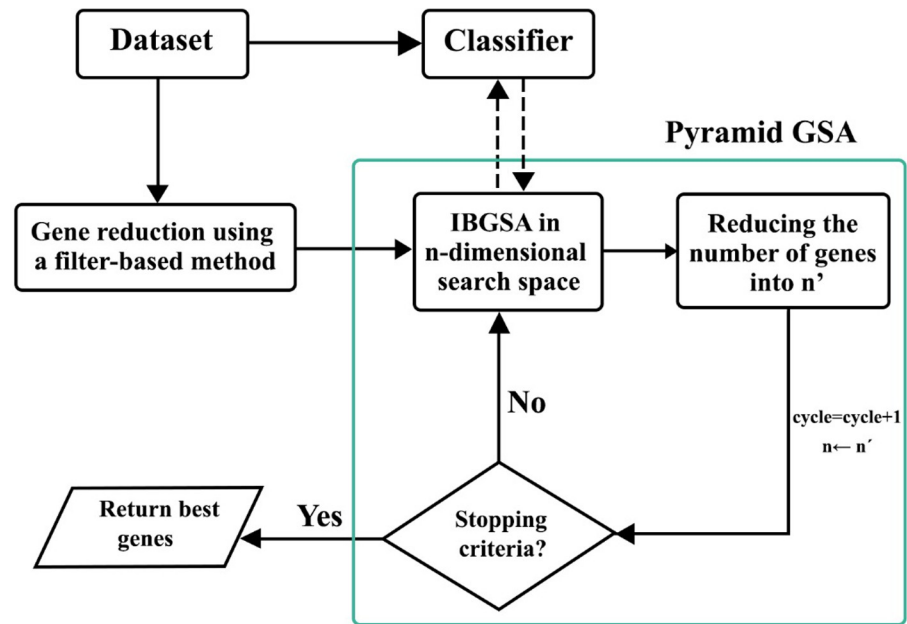 Dataset
Classifier
Pyramid GSA
Gene reduction using
a filter-based method
IBGSA in
n-dimensional
search space
Reducing the
number of genes
into n’
No
cycle=cycle+1
n← n´
Return best
genes
Yes
Stopping
criteria?